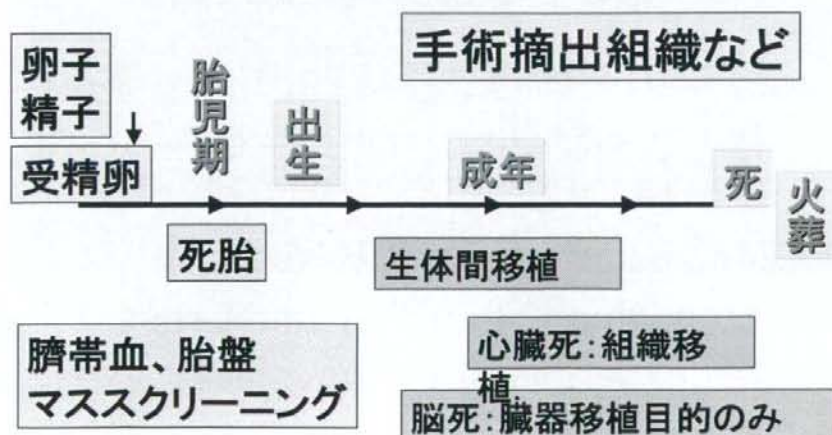 手術摘出組織など
卵子
精子
受精卵
胎児期
出生
成年
死
火葬
死胎
生体間移植
臍帯血、胎盤
マススクリーニング
心臓死：組織移
植．
脳死：臓器移植目的のみ